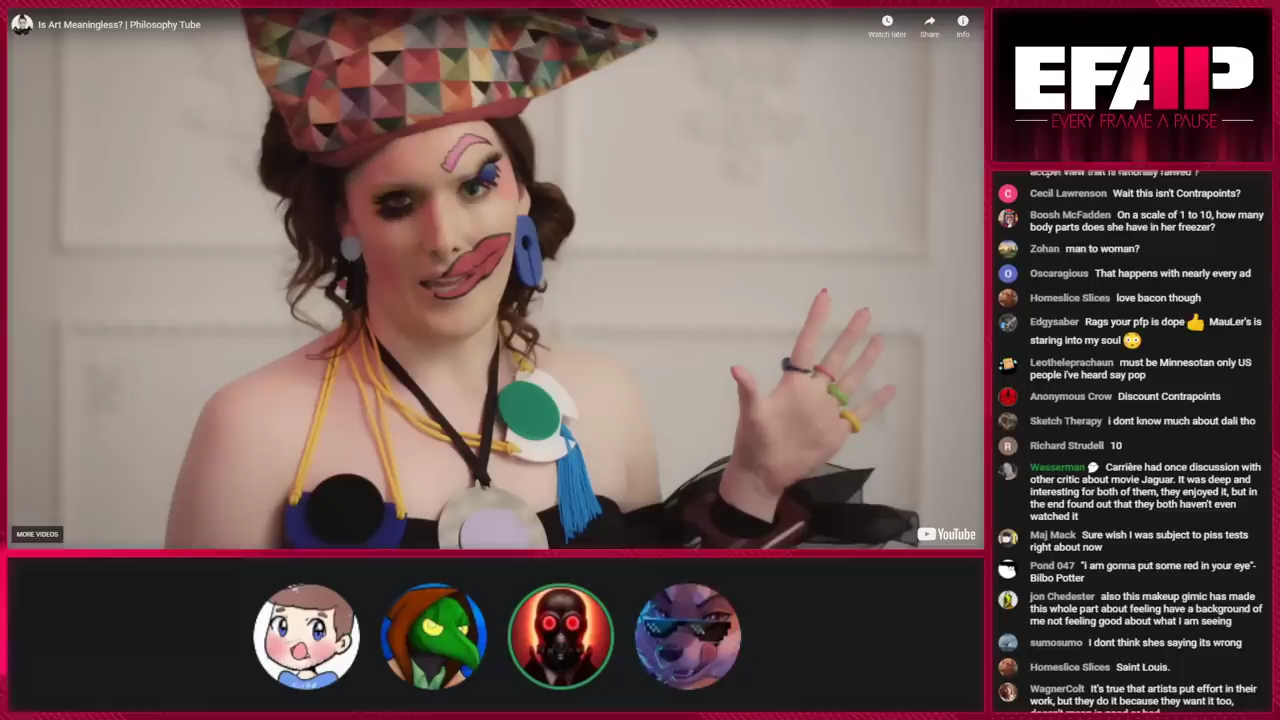 Is Art Meaningless? | Philosophy Tube
Watch later
Share
Info
MORE VIDEOS
YouTube
EFAP
EVERY FRAME A PAUSE
Cecil Lawrenson Wait this isn't Contrapoints?
Boosh McFadden On a scale of 1 to 10, how many
body parts does she have in her freezer?
Zohan man to woman?
Oscaragious That happens with nearly every ad
Homeslice Slices love bacon though
Edgysaber Rags your pfp is dope 👍 MauLer's is
staring into my soul 😳
Leotheleprachaun must be Minnesotan only US
people i've heard say pop
Anonymous Crow Discount Contrapoints
Sketch Therapy i dont know much about dali tho
R
Richard Strudell 10
Wasserman Carrière had once discussion with
other critic about movie Jaguar. It was deep and
interesting for both of them, they enjoyed it, but in
the end found out that they both haven't even
watched it
Maj Mack Sure wish I was subject to piss tests
right about now
Pond 047 "i am gonna put some red in your eye"-
Bilbo Potter
jon Chedester also this makeup gimic has made
this whole part about feeling have a background of
me not feeling good about what I am seeing
sumosumo I dont think shes saying its wrong
Homeslice Slices Saint Louis.
WagnerColt It's true that artists put effort in their
work, but they do it because they want it too,